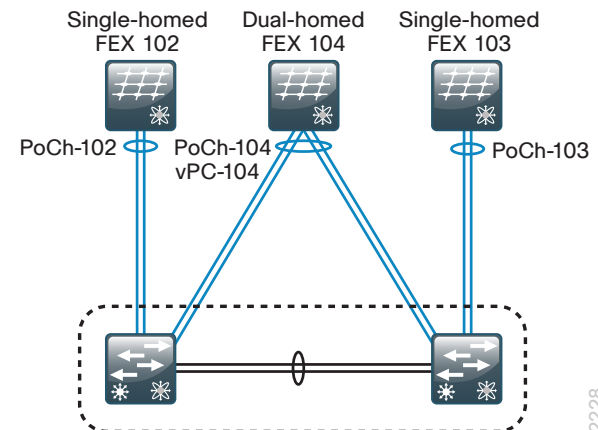 Single-homed
FEX 102
Dual-homed
FEX 104
Single-homed
FEX 103
PoCh-102
PoCh-104
vPC-104
PoCh-103